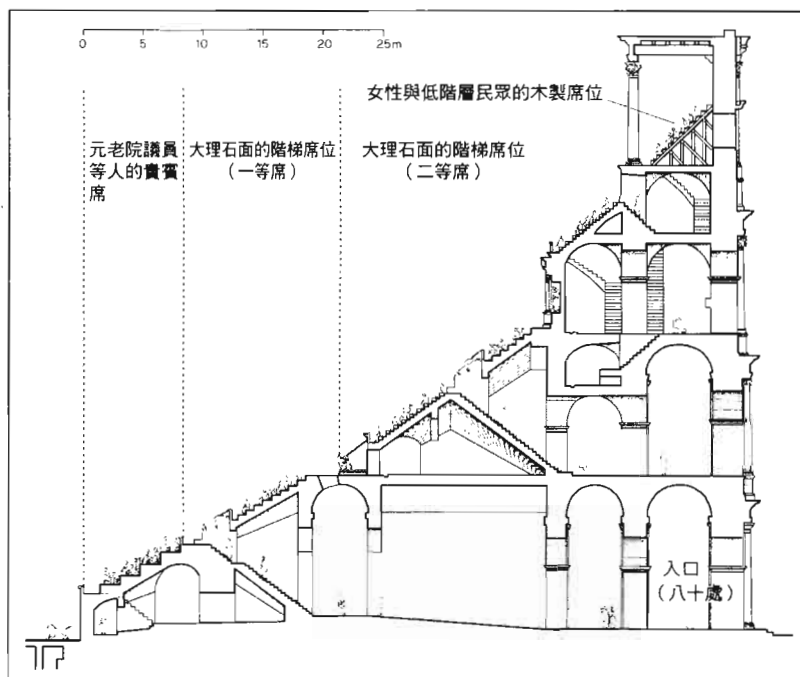 0 5 10 15 20 25m
女性與低階層民眾的木製席位
元老院議員
等人的貴賓
席
大理石面的階梯席位
（一等席）
大理石面的階梯席位
（二等席）
入口
（八十處）